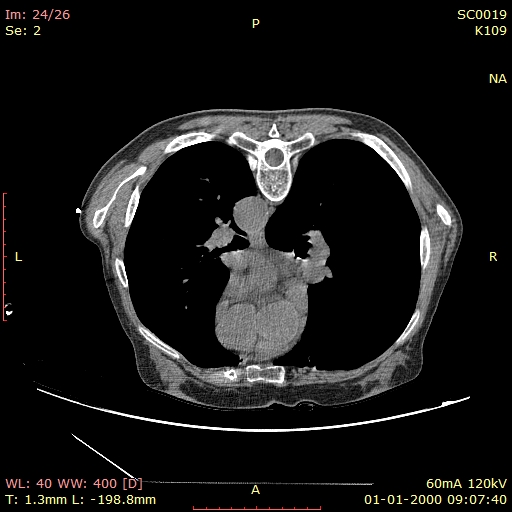 Im: 24/26
Se: 2
P
SC0019
K109
NA
L
R
WL: 40 WW: 400 [D]
T: 1.3mm L: -198.8mm
A
60mA 120kV
01-01-2000 09:07:40